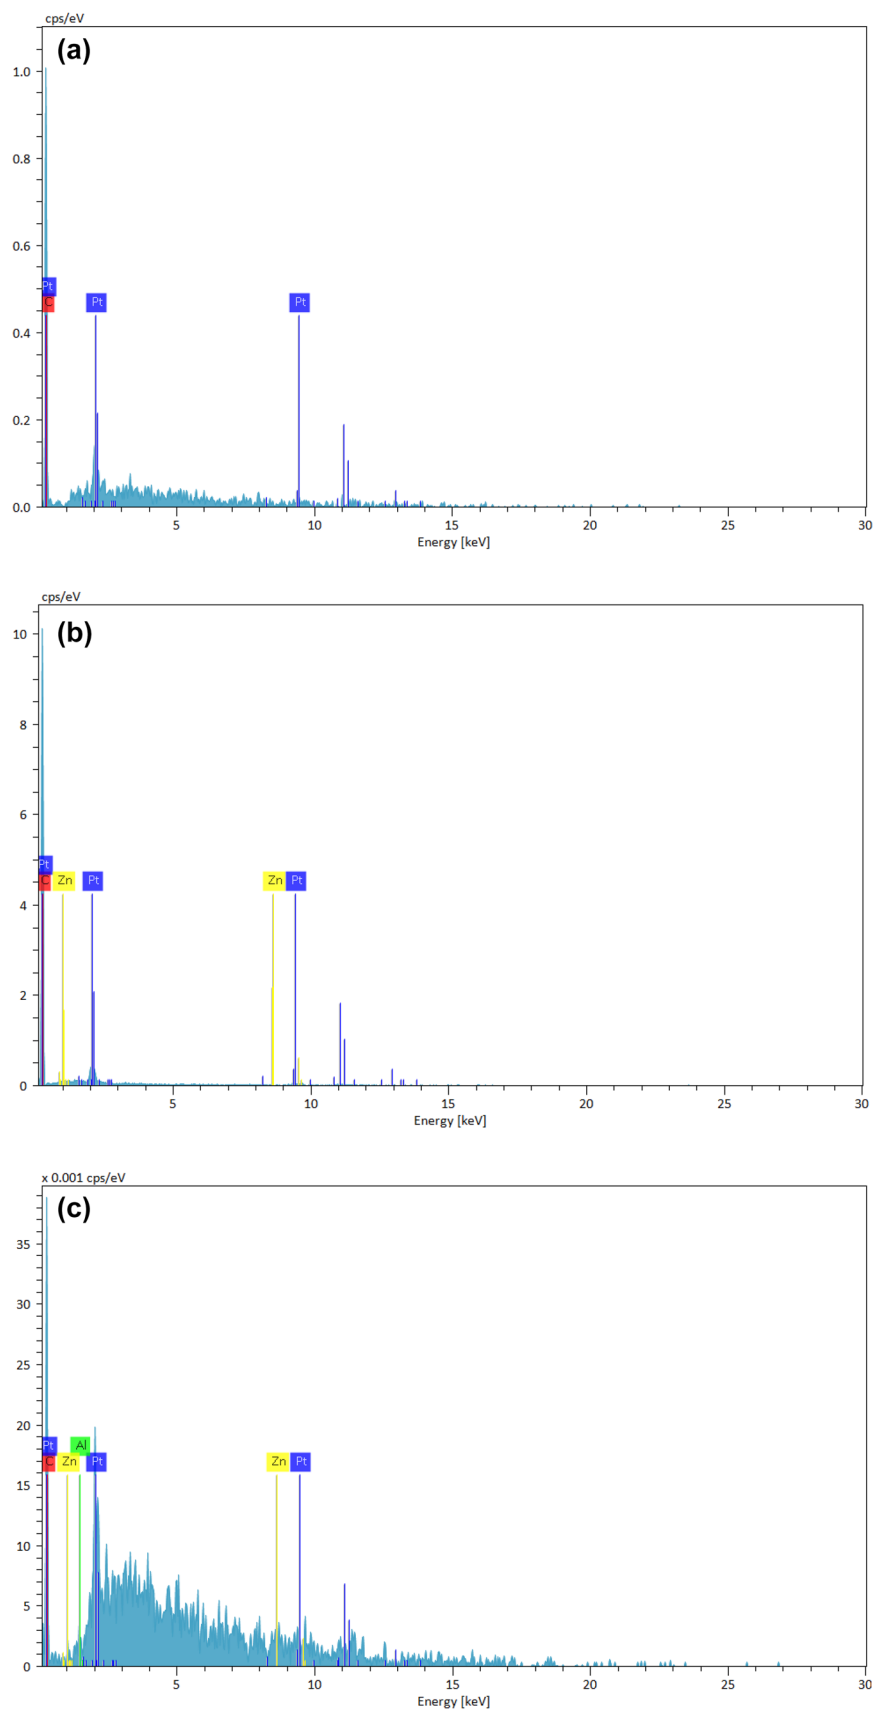 cps/eV
(a)
1.0
0.8
Pt
0.6
C Pt Pt
0.4
0.2
0.0
5 10 15 20 25 30
Energy [keV]
cps/eV
(b)
10
8
6
Pt
C Zn Pt Zn Pt
4
2
0
5 10 15 20 25 30
Energy [keV]
x 0.001 cps/eV
(c)
35
30
25
20
Pt Al
C Zn Pt Zn Pt
15
10
5
0
5 10 15 20 25 30
Energy [keV]